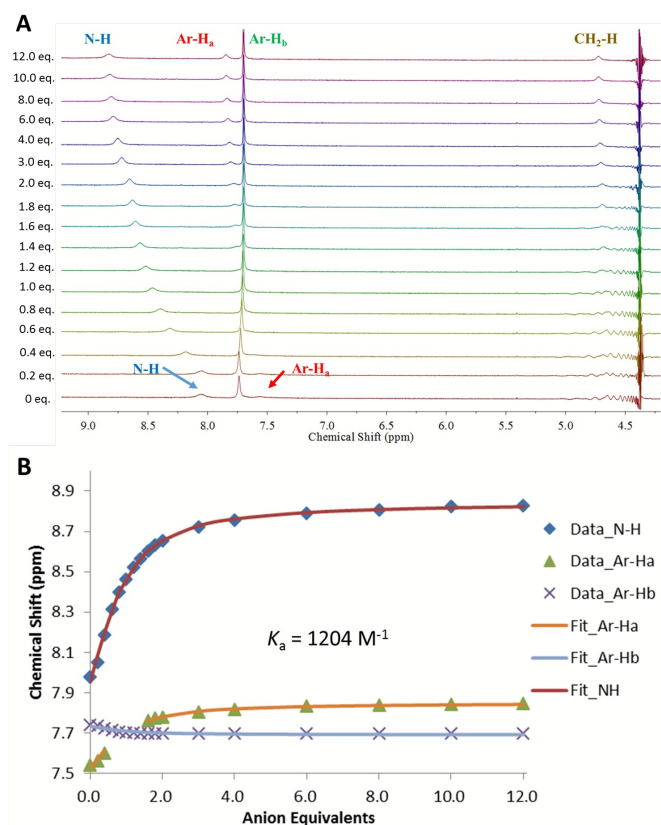 A
N-H Ar-Ha Ar-Hb CH2-H
12.0 eq.
10.0 eq.
8.0 eq.
6.0 eq.
4.0 eq.
3.0 eq.
2.0 eq.
1.8 eq.
1.6 eq.
1.4 eq.
1.2 eq.
1.0 eq.
0.8 eq.
0.6 eq.
0.4 eq.
0.2 eq.
N-H Ar-Ha
0 eq.
9.0 8.5 8.0 7.5 7.0 6.5 6.0 5.5 5.0 4.5
Chemical Shift (ppm)
B
Chemical Shift (ppm)
8.9
8.7
8.5
8.3
8.1
7.9
7.7
7.5
Ka = 1204 M-1
Data_N-H
Data_Ar-Ha
Data_Ar-Hb
Fit_Ar-Ha
Fit_Ar-Hb
Fit_NH
0.0 2.0 4.0 6.0 8.0 10.0 12.0
Anion Equivalents